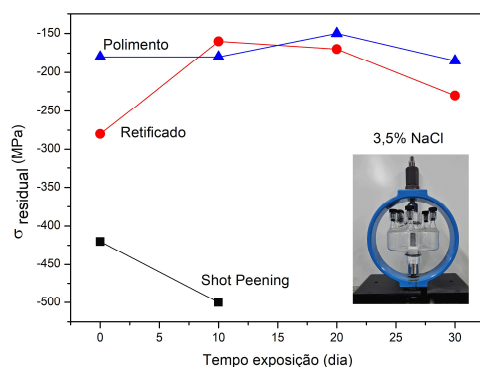 -150
-200
-250
-300
-350
-400
-450
-500
σ residual (MPa)
Polimento
Retificado
3,5% NaCl
Shot Peening
0 5 10 15 20 25 30
Tempo exposição (dia)